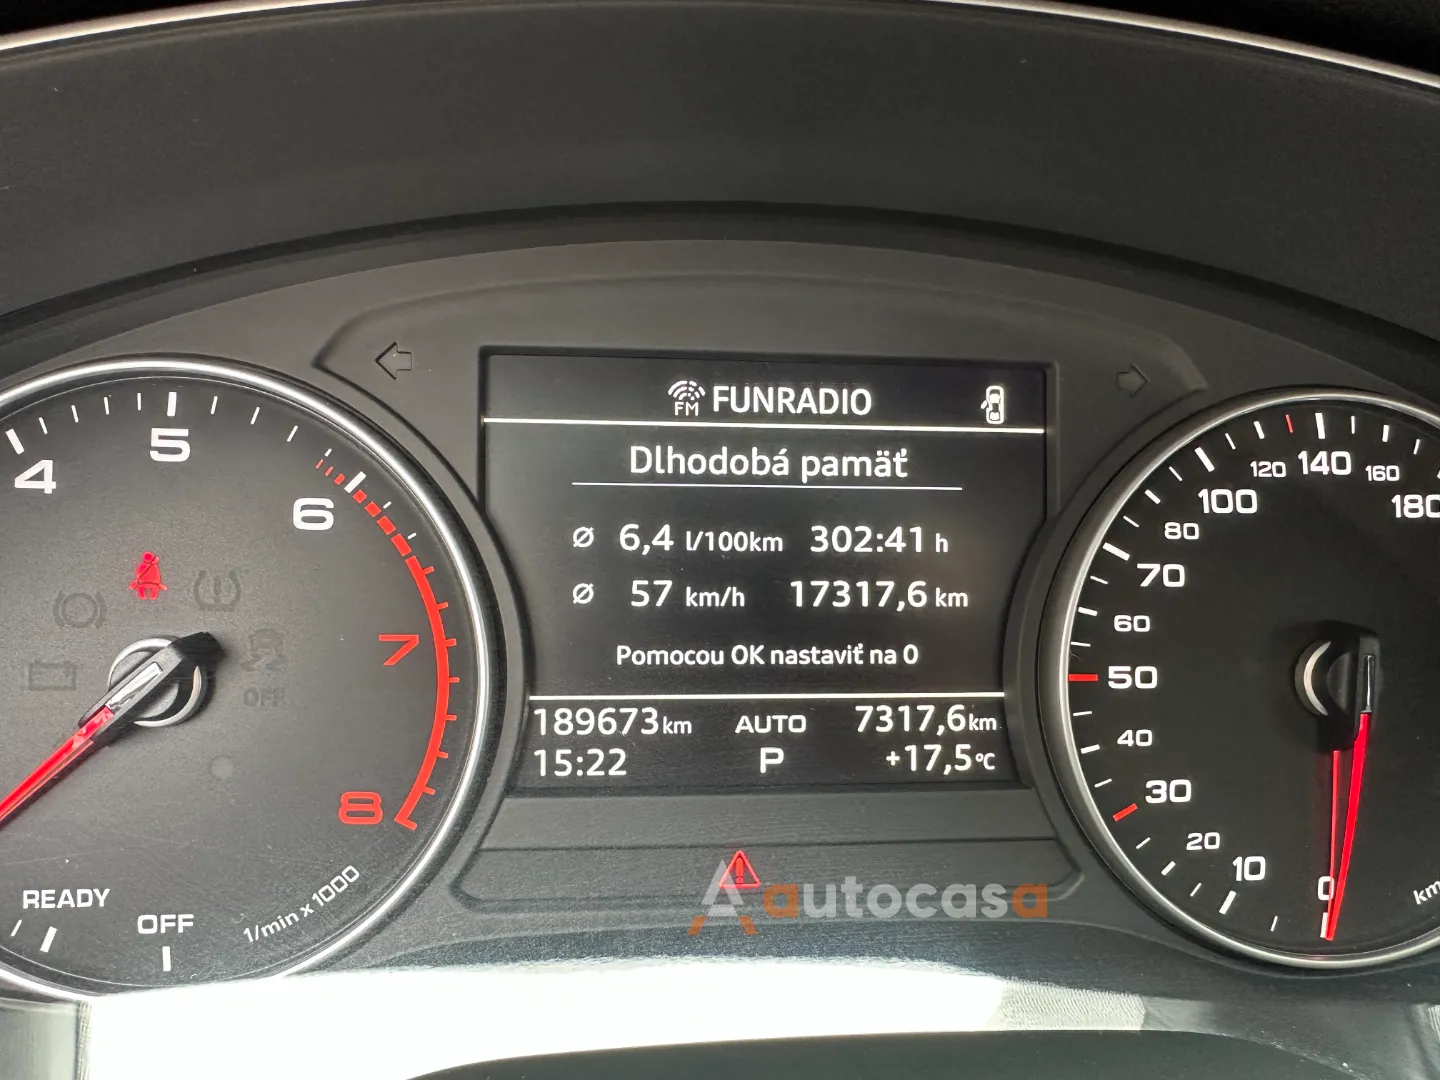 FM FUNRADIO
Dlhodobá pamäť
ø 6,4 l/100km 302:41 h
ø 57 km/h 17317,6 km
Pomocou OK nastaviť na 0
189673km AUTO 7317,6km
15:22 P +17,5°C
4
5
6
7
8
OFF
READY
OFF
1/min x 1000
0
10
20
30
40
50
60
70
80
100
120
140
160
180
km
autocasa